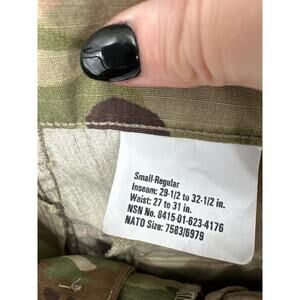 Small-Regular
Inseam: 29-1/2 to 32-1/2 in.
Waist: 27 to 31 in.
NSN No. 8415-01-623-4176
NATO Size: 7583/6979